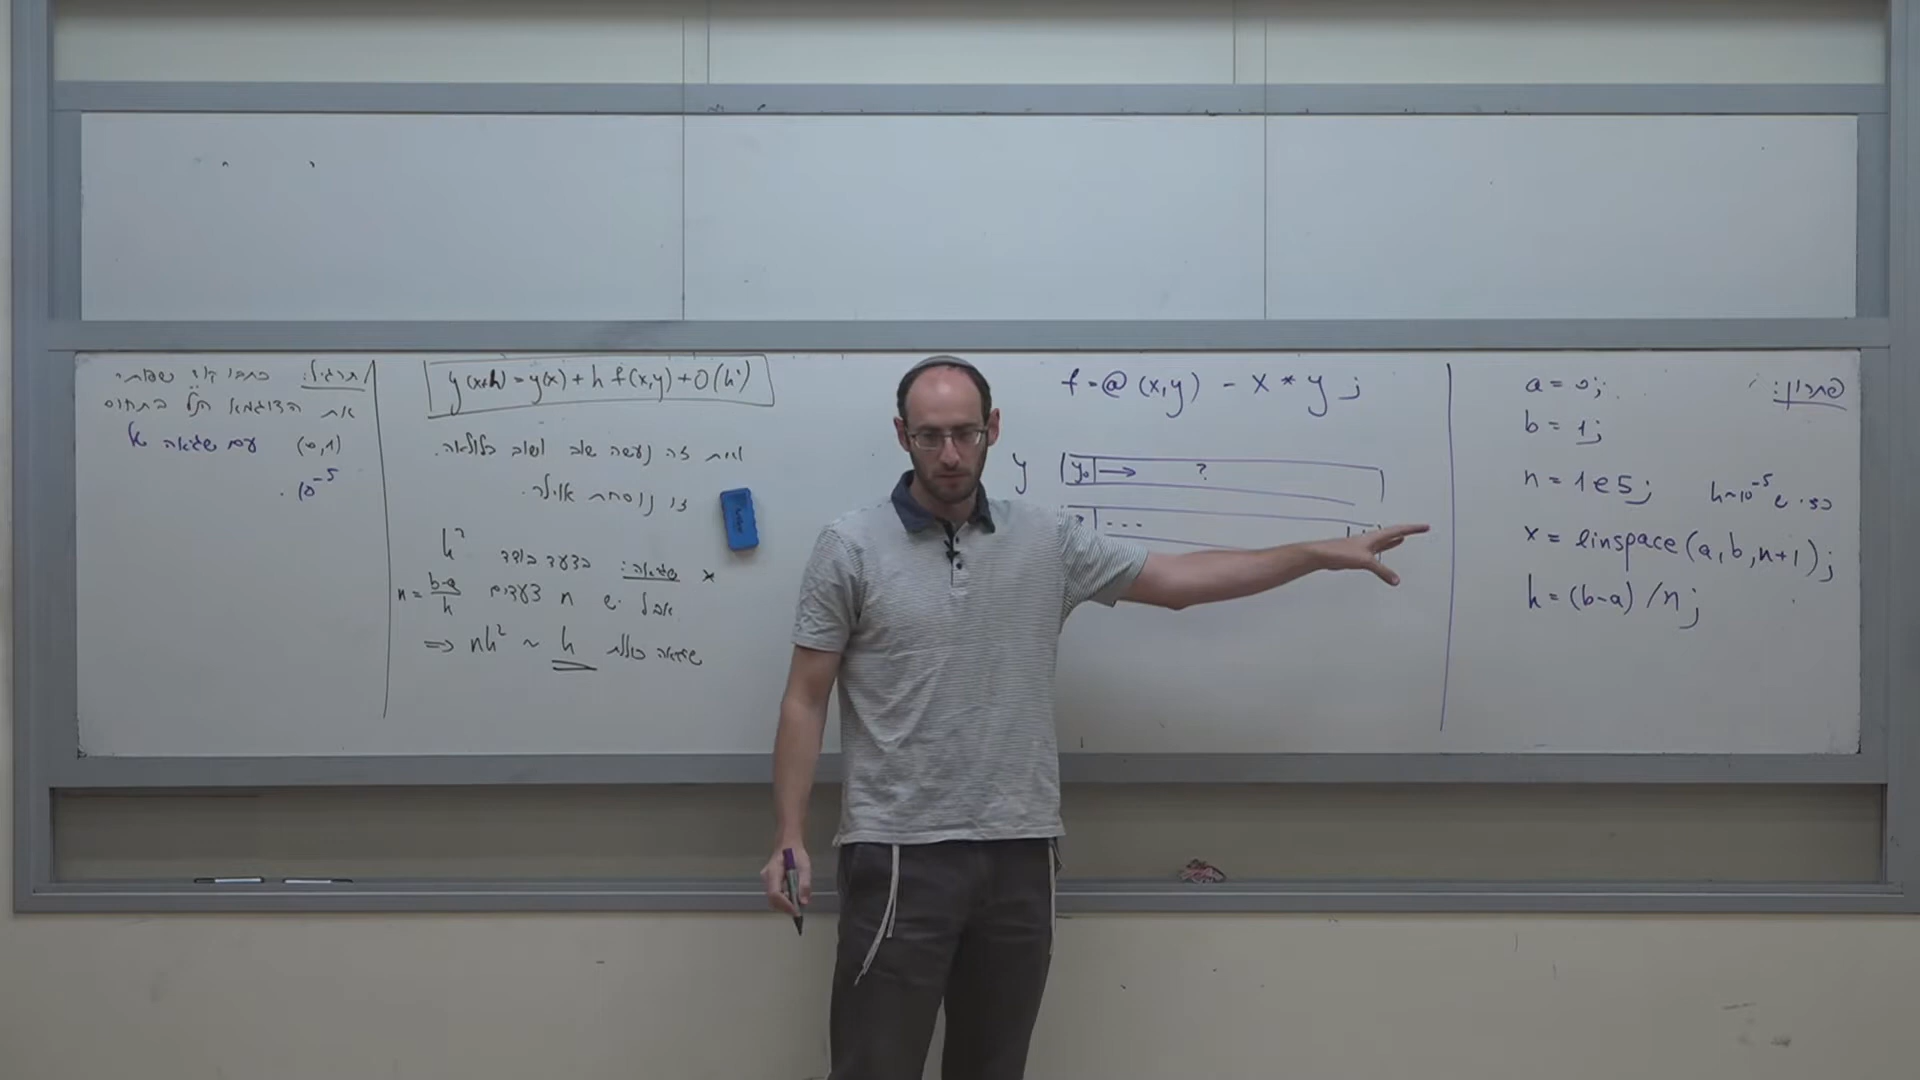 פתרון:
a = 0;
b = 1;
n = 1e5; כי ש h~10⁻⁵
x = linspace(a,b,n+1);
h = (b-a)/n;
f = @(x,y) -x*y;
y y₀ → ?
...
y(x+h) = y(x) + h f(x,y) + O(h²)
את זה נעשה שוב ושוב בלולאה.
זו נוסחת אוילר.
* שגיאה: בצעד בודד h²
אבל יש n צעדים n = (b-a)/h
⇒ nh² ~ h שגיאה כוללת
תרגיל: כתבו קוד
את הדוגמא הנ"ל בתחום
(0,1) עם שגיאה של
10⁻⁵.